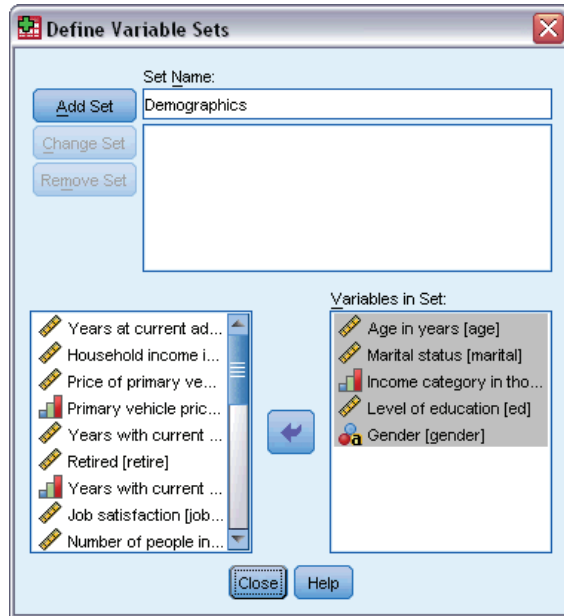 Define Variable Sets
Set Name:
Add Set
Demographics
Change Set
Remove Set
Variables in Set:
Years at current ad...
Household income i...
Price of primary ve...
Primary vehicle pric...
Years with current ...
Retired [retire]
Years with current ...
Job satisfaction [job...
Number of people in...
Age in years [age]
Marital status [marital]
Income category in tho...
Level of education [ed]
a Gender [gender]
Close
Help